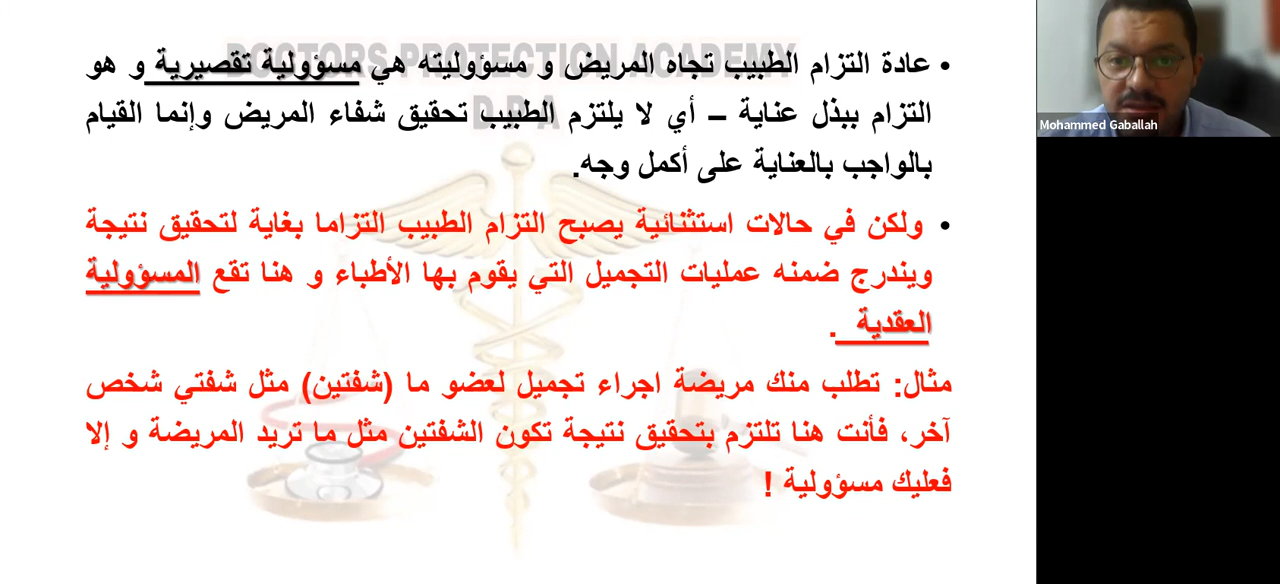 DOCTORS PROTECTION ACADEMY
D.P.A
• عادة التزام الطبيب تجاه المريض و مسؤوليته هي مسؤولية تقصيرية و هو
التزام ببذل عناية – أي لا يلتزم الطبيب تحقيق شفاء المريض وإنما القيام
بالواجب بالعناية على أكمل وجه.
• ولكن في حالات استثنائية يصبح التزام الطبيب التزاما بغاية لتحقيق نتيجة
ويندرج ضمنه عمليات التجميل التي يقوم بها الأطباء و هنا تقع المسؤولية
العقدية .
مثال: تطلب منك مريضة اجراء تجميل لعضو ما (شفتين) مثل شفتي شخص
آخر، فأنت هنا تلتزم بتحقيق نتيجة تكون الشفتين مثل ما تريد المريضة و إلا
فعليك مسؤولية !
Mohammed Gaballah